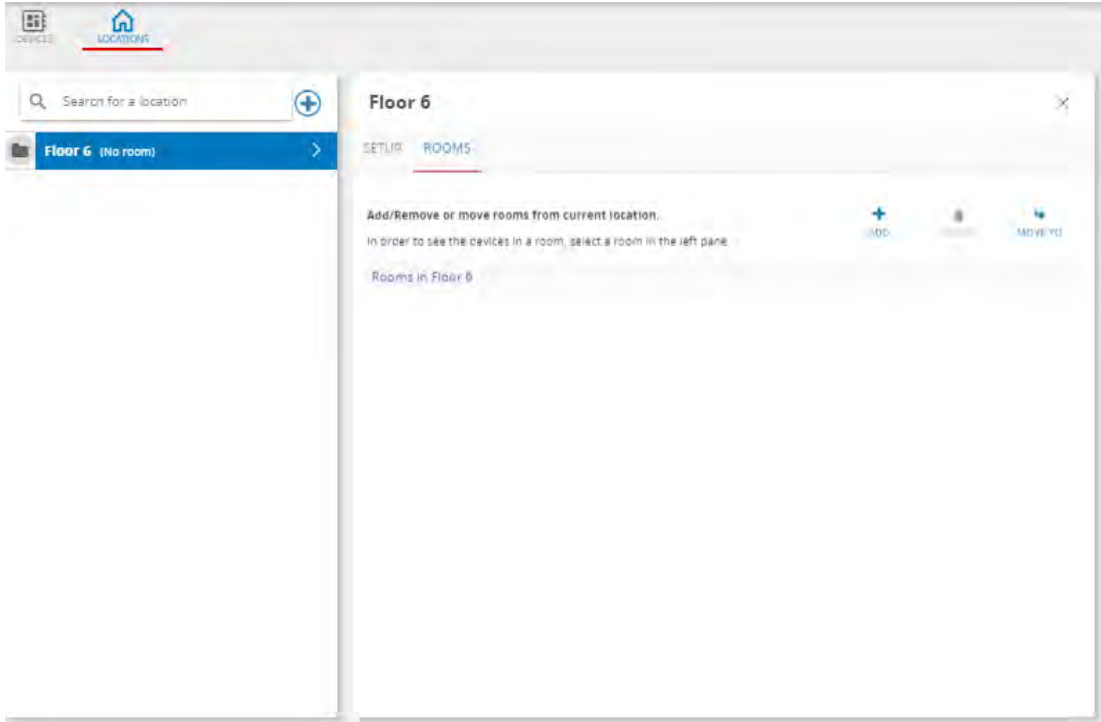 DEVICES
LOCATIONS
Search for a location
Floor 6 (No room)
Floor 6
SETUP ROOMS
Add/Remove or move rooms from current location.
In order to see the devices in a room, select a room in the left pane
ADD
MOVE TO
Rooms in Floor 6